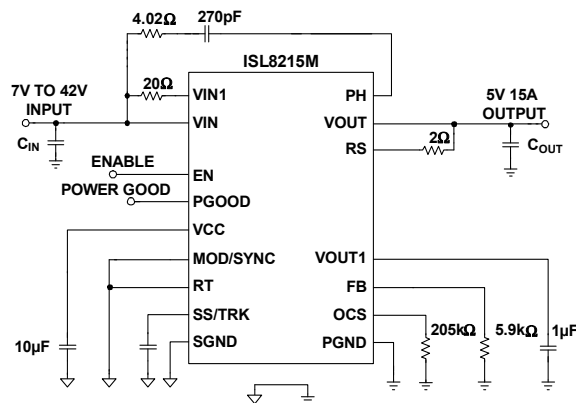 4.02Ω
270pF
ISL8215M
7V TO 42V
INPUT
20Ω
VIN1
PH
5V 15A
OUTPUT
VIN
VOUT
CIN
RS
2Ω
COUT
ENABLE
EN
POWER GOOD
PGOOD
VCC
MOD/SYNC
VOUT1
RT
FB
SS/TRK
OCS
10µF
SGND
PGND
205kΩ
5.9kΩ
1µF